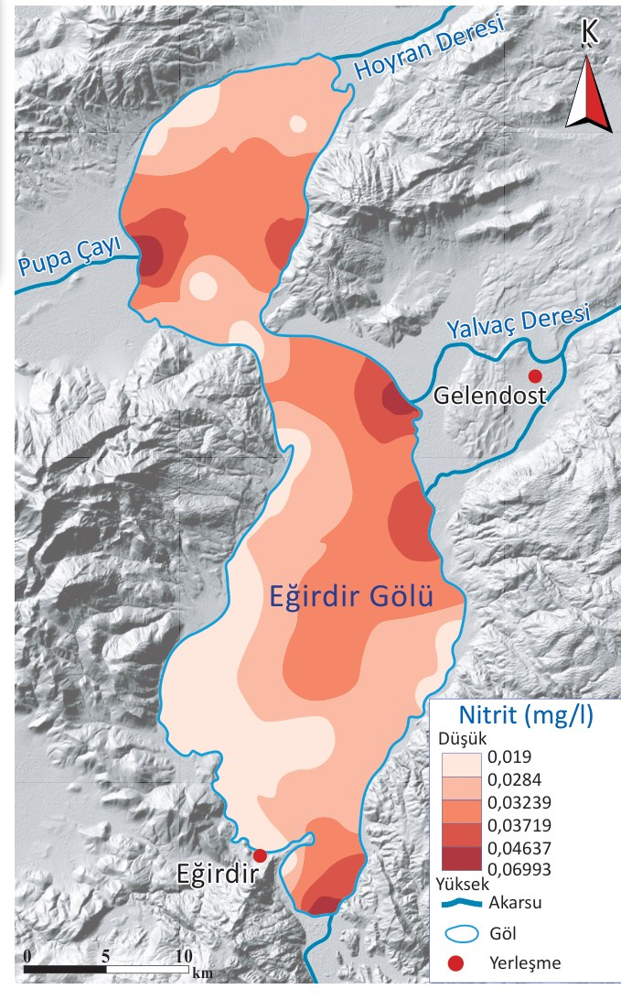 K
Hoyran Deresi
Pupa Çayı
Yalvaç Deresi
Gelendost
Eğirdir Gölü
Eğirdir
0 5 10
km
Nitrit (mg/l)
Düşük
0,019
0,0284
0,03239
0,03719
0,04637
0,06993
Yüksek
Akarsu
Göl
Yerleşme